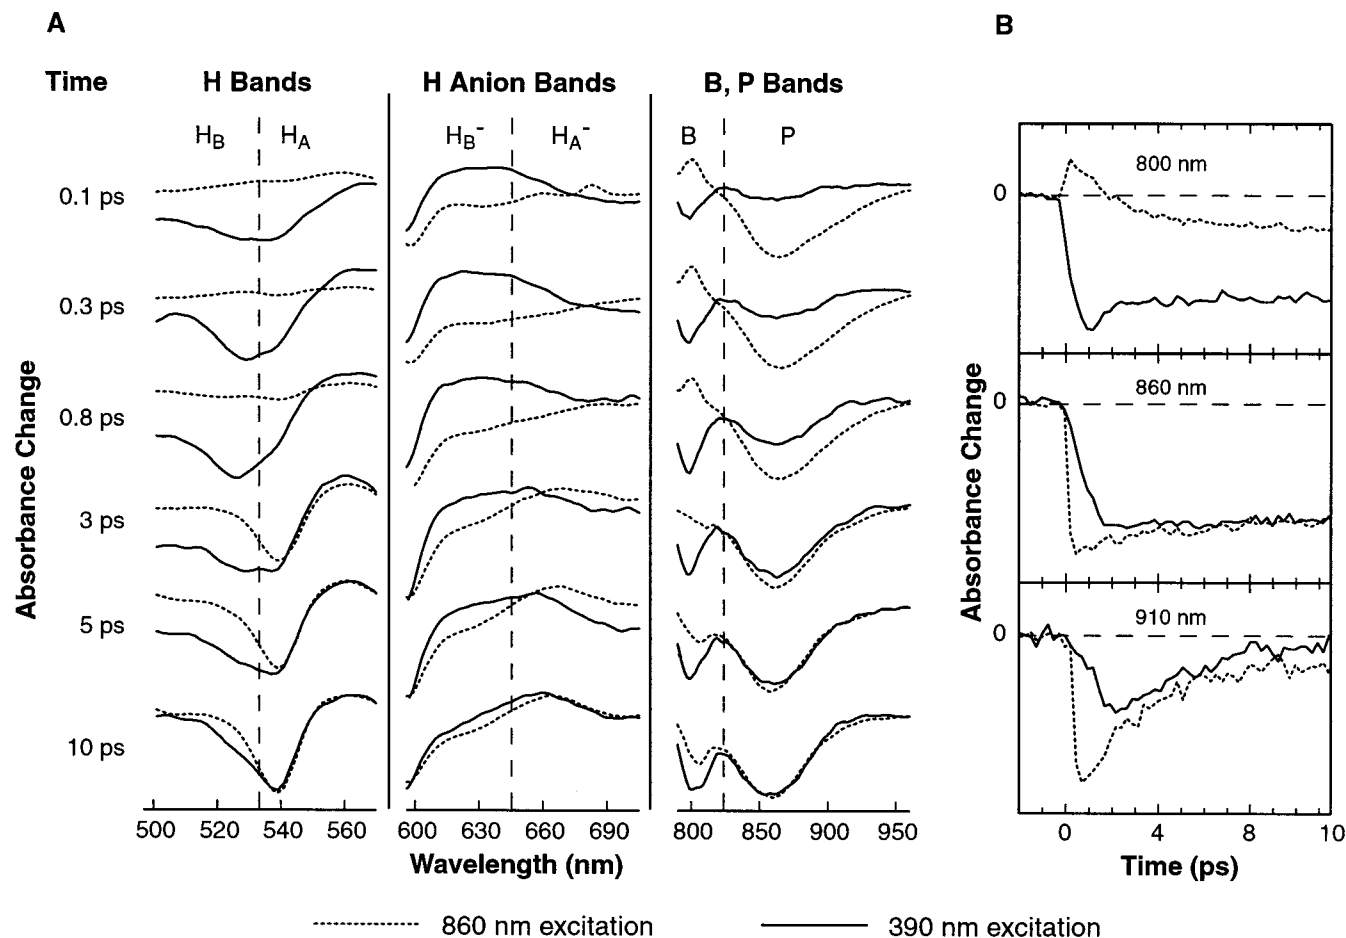 A
B
Time
H Bands
H Anion Bands
B, P Bands
HB
HA
HB-
HA-
B
P
0.1 ps
0.3 ps
0.8 ps
3 ps
5 ps
10 ps
Absorbance Change
500 520 540 560
600 630 660 690
800 850 900 950
Wavelength (nm)
800 nm
0
860 nm
0
910 nm
0
Absorbance Change
0 4 8 10
Time (ps)
860 nm excitation
390 nm excitation